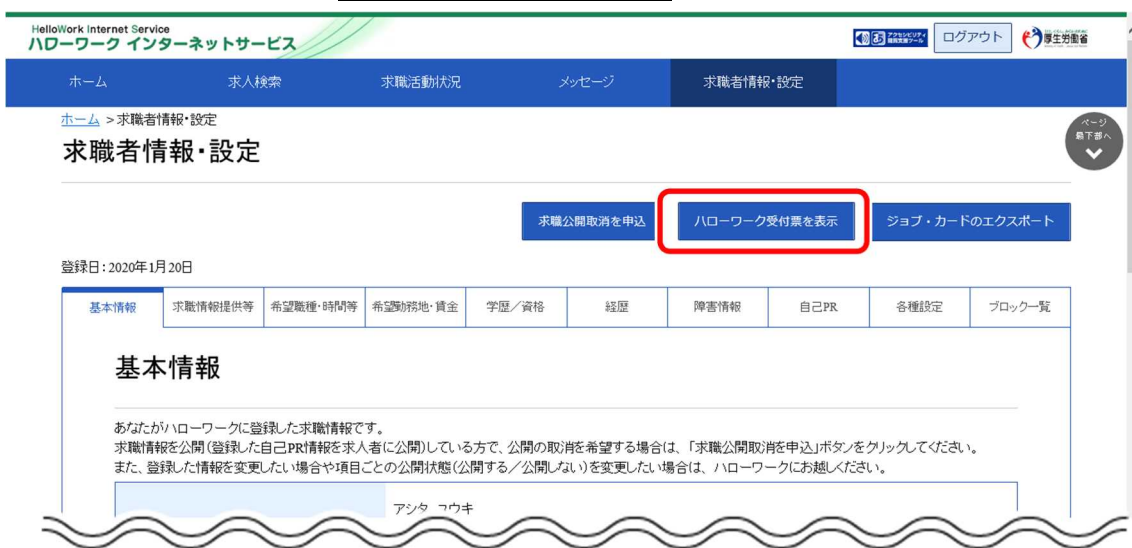 HelloWork Internet Service
ハローワーク インターネットサービス
アクセシビリティ
閲覧支援ツール
ログアウト
厚生労働省
ホーム
求人検索
求職活動状況
メッセージ
求職者情報・設定
ホーム >求職者情報・設定
ページ
最下部へ
求職者情報・設定
求職公開取消を申込
ハローワーク受付票を表示
ジョブ・カードのエクスポート
登録日:2020年1月20日
基本情報
求職情報提供等
希望職種・時間等
希望勤務地・賃金
学歴／資格
経歴
障害情報
自己PR
各種設定
ブロック一覧
基本情報
あなたがハローワークに登録した求職情報です。
求職情報を公開(登録した自己PR情報を求人者に公開)している方で、公開の取消を希望する場合は、「求職公開取消を申込」ボタンをクリックしてください。
また、登録した情報を変更したい場合や項目ごとの公開状態(公開する／公開しない)を変更したい場合は、ハローワークにお越しください。
アシタ ユウキ